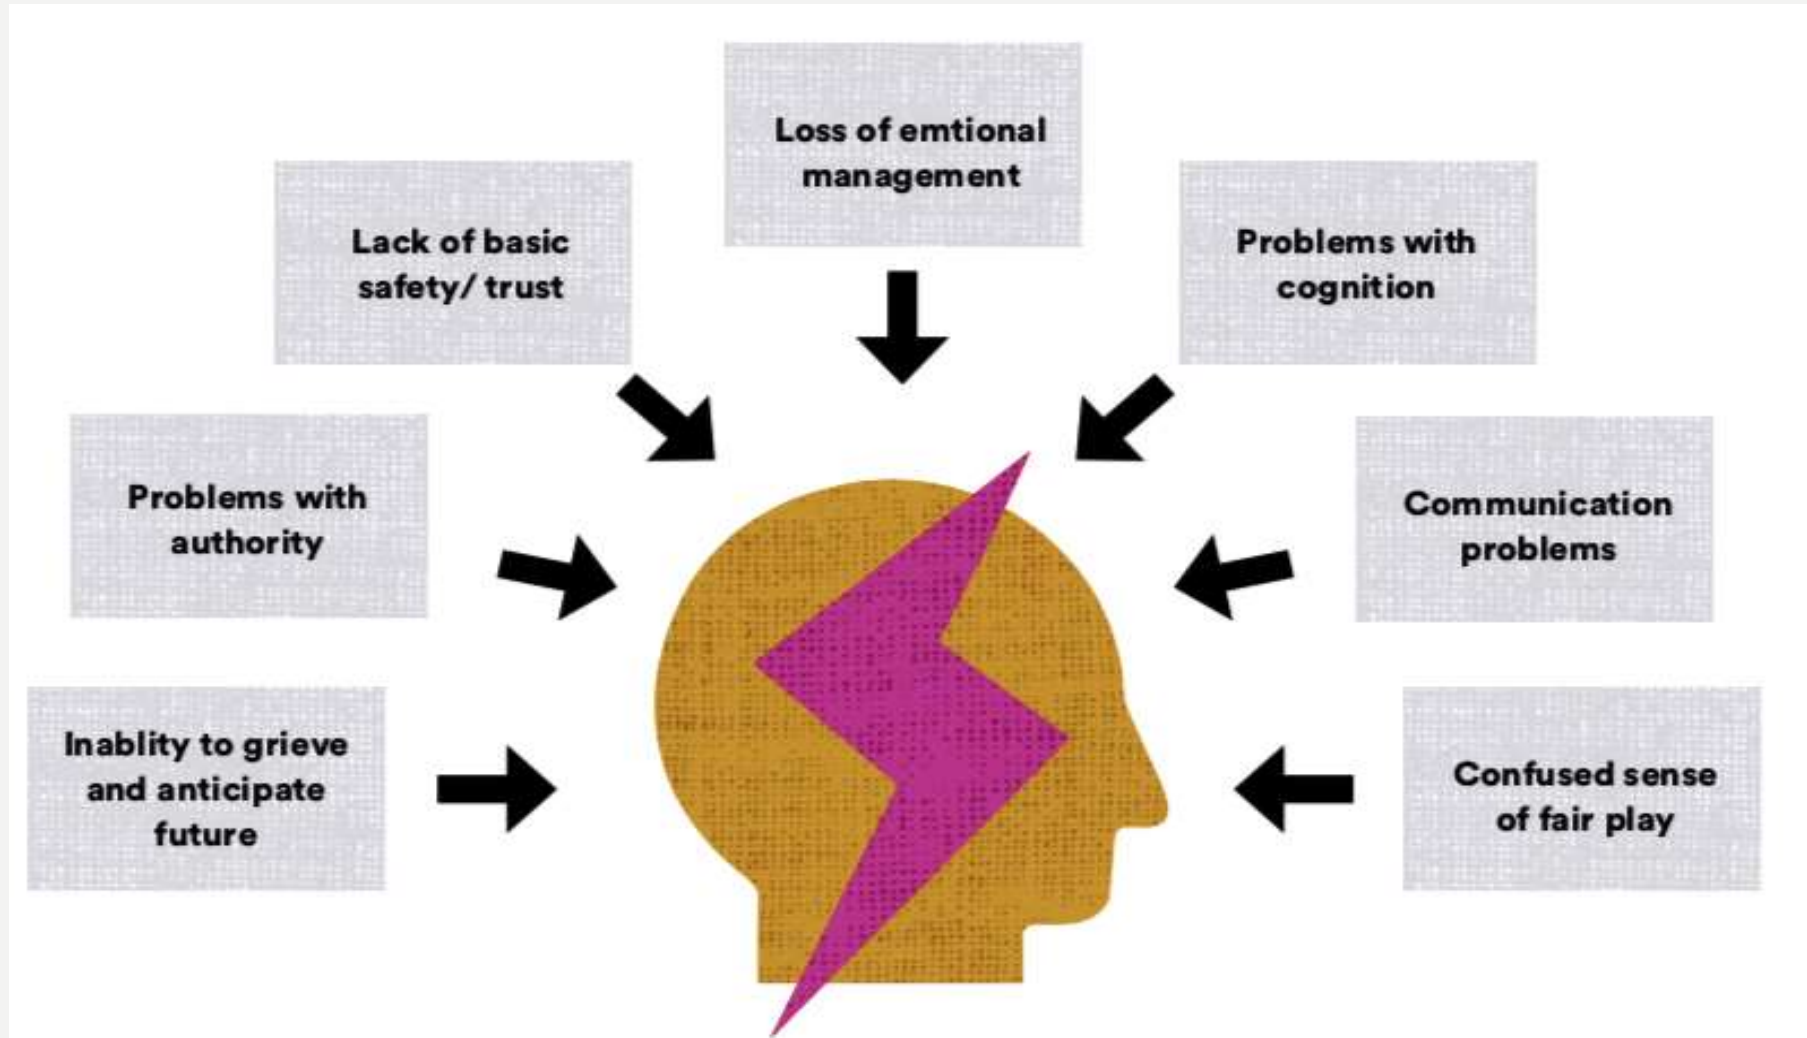 Loss of emtional
management
Lack of basic
safety/ trust
Problems with
cognition
Problems with
authority
Communication
problems
Inablity to grieve
and anticipate
future
Confused sense
of fair play